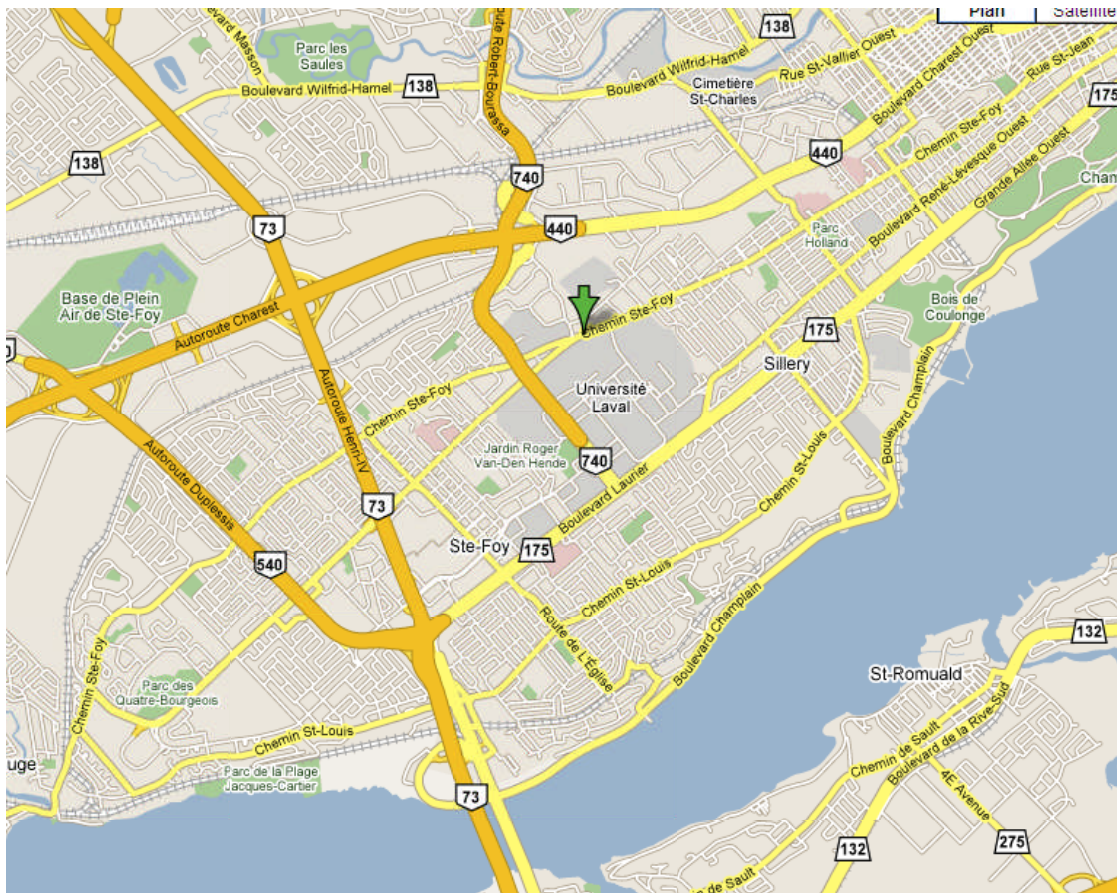 Plan
Satellite
138
Boulevard Masson
Parc les
Saules
Route Robert-Bourassa
Boulevard Wilfrid-Hamel
138
Boulevard Wilfrid-Hamel
Rue St-Vallier Ouest
Cimetière
St-Charles
Boulevard Charest Ouest
Rue St-Jean
175
138
740
440
Chemin Ste-Foy
Boulevard René-Lévesque Ouest
Grande Allée Ouest
Cham
73
440
Parc
Holland
Base de Plein
Air de Ste-Foy
Autoroute Charest
Chemin Ste-Foy
175
Bois de
Coulonge
Sillery
Autoroute Henri-IV
Chemin Ste-Foy
Université
Laval
Boulevard Champlain
Jardin Roger
Van-Den Hende
740
Autoroute Duplessis
73
Boulevard Laurier
Chemin St-Louis
Ste-Foy
175
540
Chemin St-Louis
Route de L'Église
Boulevard Champlain
132
St-Romuald
Chemin Ste-Foy
Parc des
Quatre-Bourgeois
Chemin St-Louis
Chemin de Sault
Boulevard de la Rive-Sud
uge
Parc de la Plage
Jacques-Cartier
73
4E Avenue
132
275
in de Sault